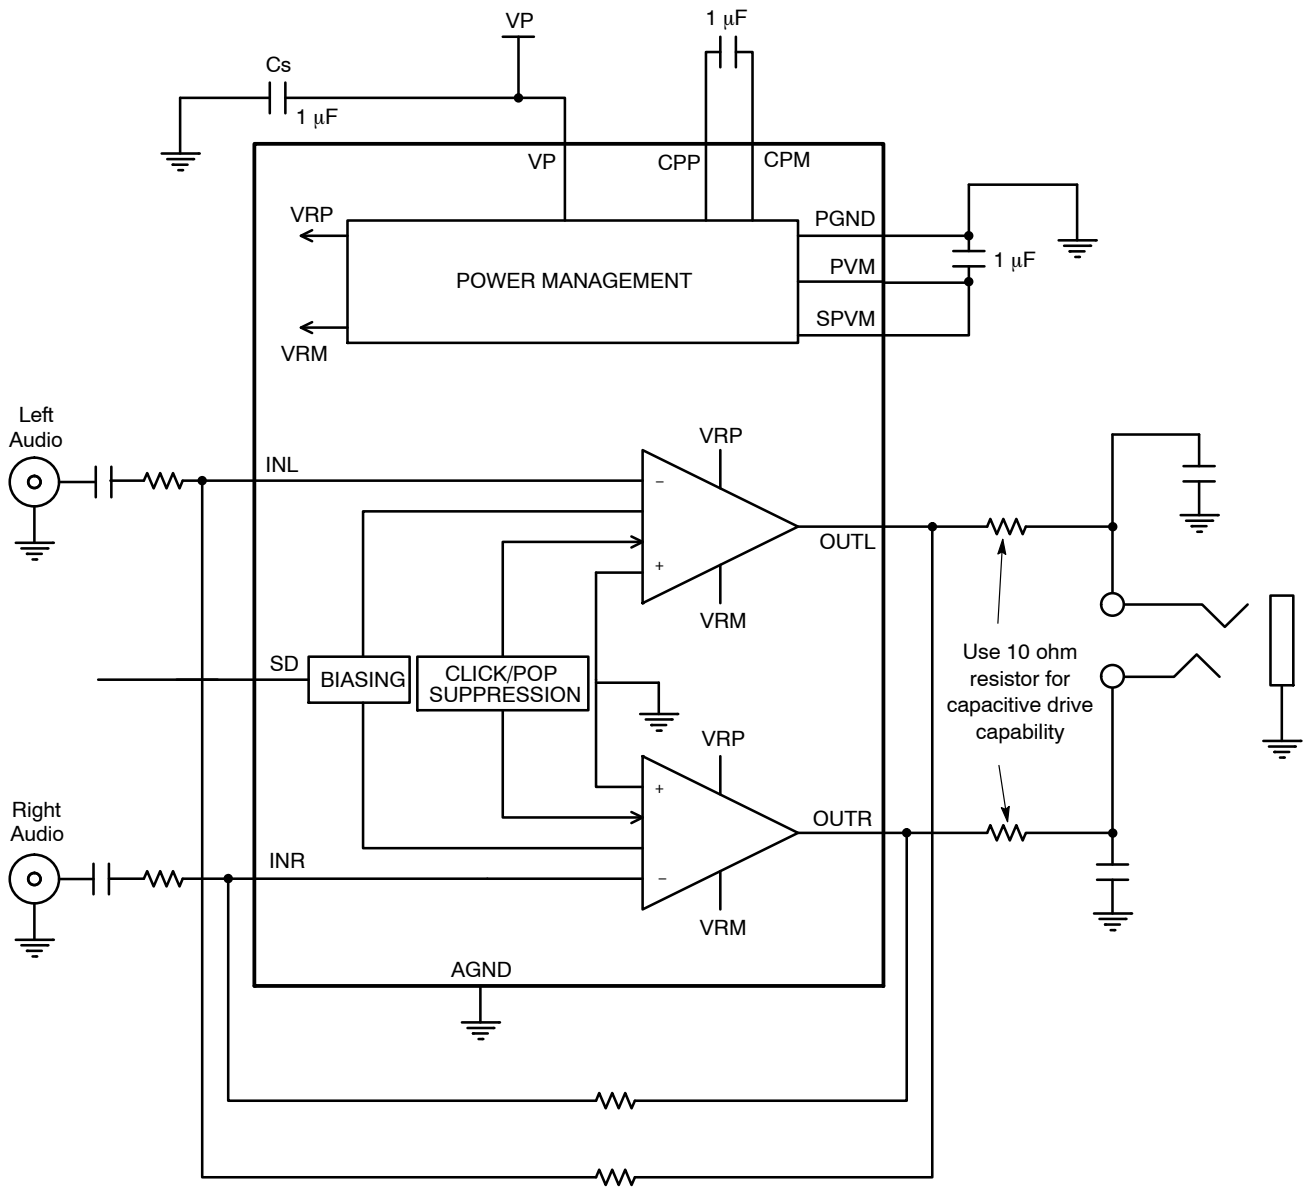 VP
1 μF
Cs
1 μF
VP
CPP
CPM
VRP
PGND
POWER MANAGEMENT
PVM
1 μF
SPVM
VRM
Left
Audio
INL
VRP
−
+
OUTL
VRM
SD
BIASING
CLICK/POP
SUPPRESSION
Use 10 ohm
resistor for
capacitive drive
capability
VRP
+
OUTR
Right
Audio
INR
−
VRM
AGND